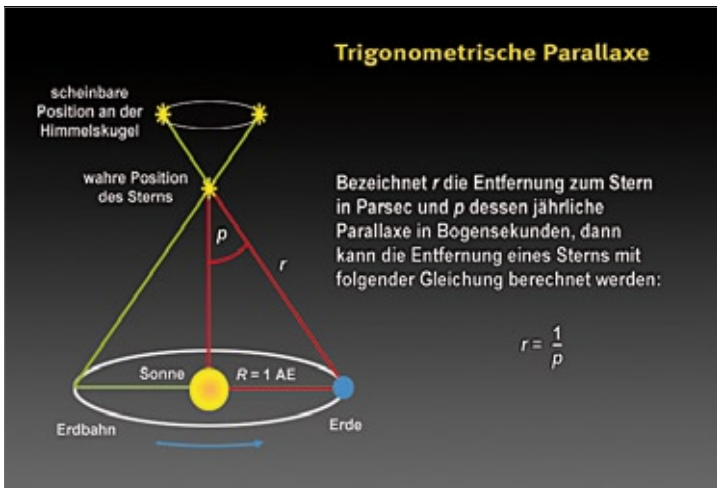 Trigonometrische Parallaxe
scheinbare
Position an der
Himmelskugel
wahre Position
des Sterns
p
r
Sonne
R = 1 AE
Erdbahn
Erde
Bezeichnet r die Entfernung zum Stern
in Parsec und p dessen jährliche
Parallaxe in Bogensekunden, dann
kann die Entfernung eines Sterns mit
folgender Gleichung berechnet werden:
r = 1/p